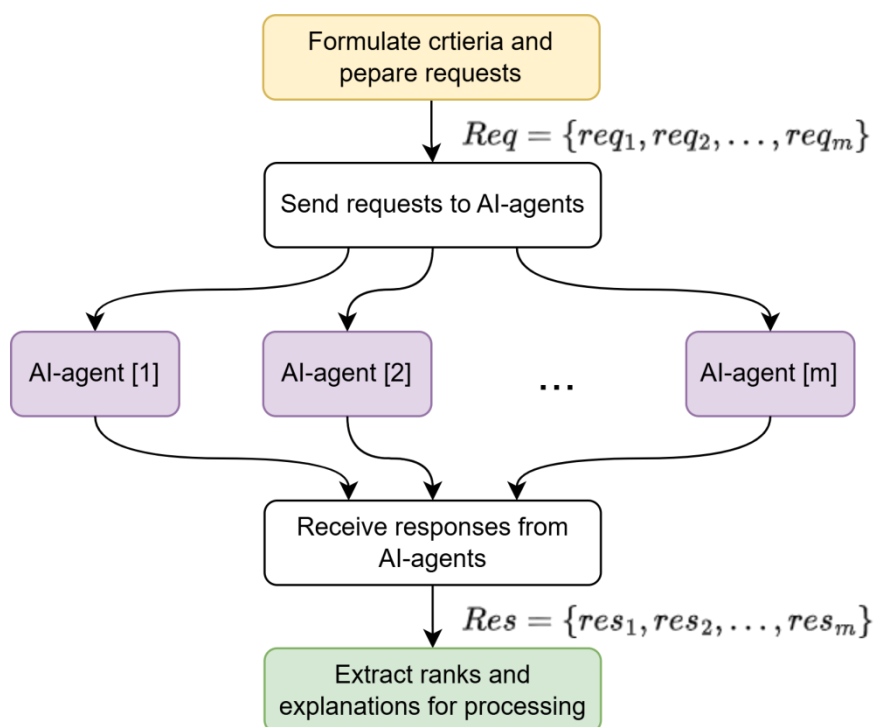 Formulate crtieria and
pepare requests
Req = {req₁, req₂, . . . , reqₘ}
Send requests to AI-agents
AI-agent [1]
AI-agent [2]
...
AI-agent [m]
Receive responses from
AI-agents
Res = {res₁, res₂, . . . , resₘ}
Extract ranks and
explanations for processing